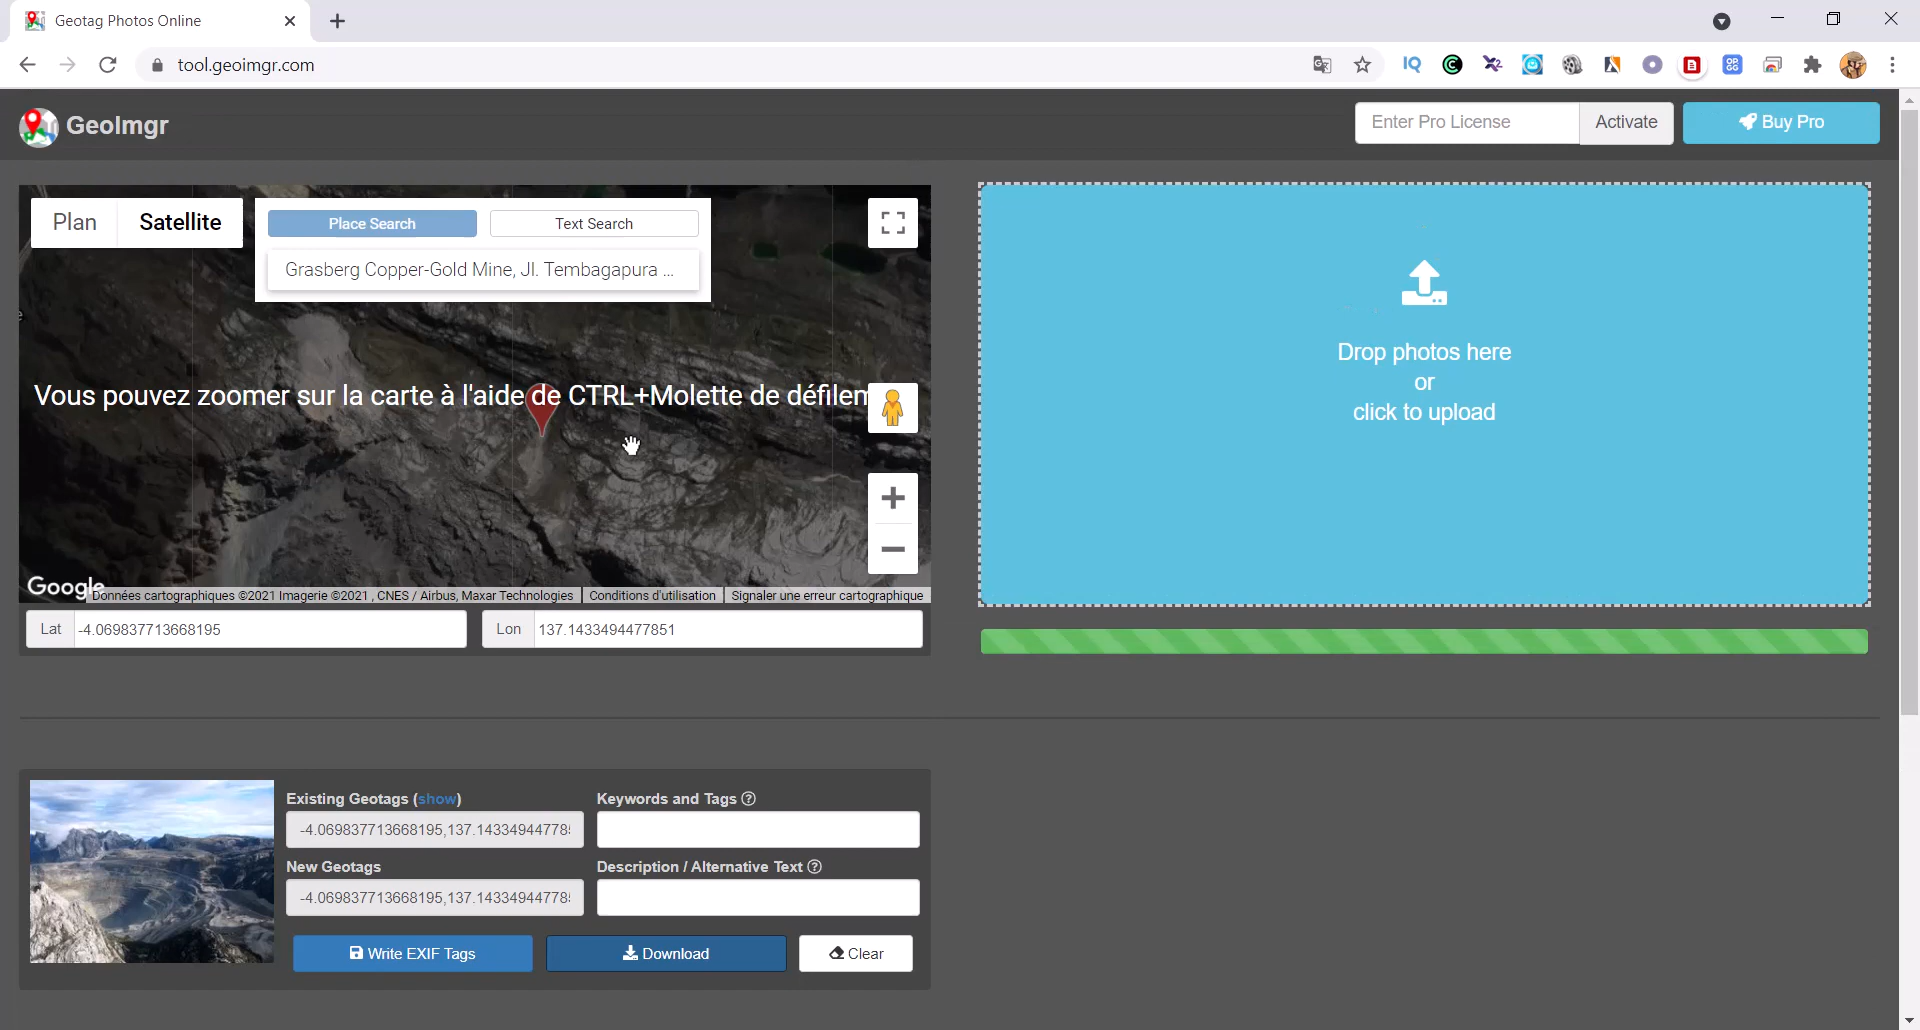 Geotag Photos Online
tool.geoimgr.com
GeoImgr
Enter Pro License
Activate
Buy Pro
Plan
Satellite
Place Search
Text Search
Grasberg Copper-Gold Mine, Jl. Tembagapura ...
Vous pouvez zoomer sur la carte à l'aide de CTRL+Molette de défilem
Google
Données cartographiques ©2021 Imagerie ©2021 , CNES / Airbus, Maxar Technologies
Conditions d'utilisation
Signaler une erreur cartographique
Lat
-4.069837713668195
Lon
137.1433494477851
Drop photos here
or
click to upload
Existing Geotags (show)
-4.069837713668195,137.14334944778
Keywords and Tags
New Geotags
-4.069837713668195,137.14334944778
Description / Alternative Text
Write EXIF Tags
Download
Clear